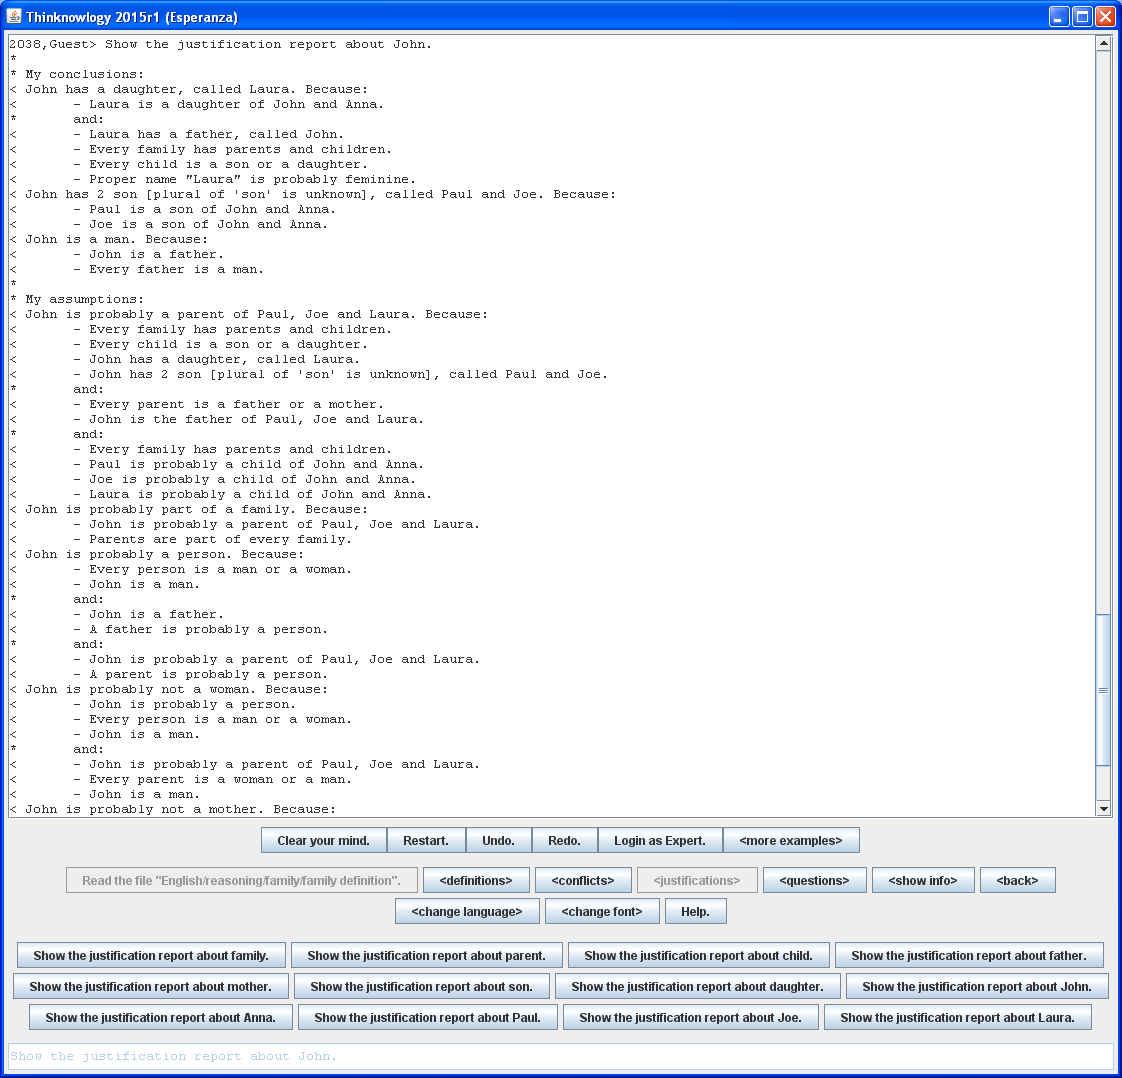 Thinknowlogy 2015r1 (Esperanza)
2038,Guest> Show the justification report about John.
*
* My conclusions:
< John has a daughter, called Laura. Because:
<       - Laura is a daughter of John and Anna.
*       and:
<       - Laura has a father, called John.
<       - Every family has parents and children.
<       - Every child is a son or a daughter.
<       - Proper name "Laura" is probably feminine.
< John has 2 son [plural of 'son' is unknown], called Paul and Joe. Because:
<       - Paul is a son of John and Anna.
<       - Joe is a son of John and Anna.
< John is a man. Because:
<       - John is a father.
<       - Every father is a man.
*
* My assumptions:
< John is probably a parent of Paul, Joe and Laura. Because:
<       - Every family has parents and children.
<       - Every child is a son or a daughter.
<       - John has a daughter, called Laura.
<       - John has 2 son [plural of 'son' is unknown], called Paul and Joe.
*       and:
<       - Every parent is a father or a mother.
<       - John is the father of Paul, Joe and Laura.
*       and:
<       - Every family has parents and children.
<       - Paul is probably a child of John and Anna.
<       - Joe is probably a child of John and Anna.
<       - Laura is probably a child of John and Anna.
< John is probably part of a family. Because:
<       - John is probably a parent of Paul, Joe and Laura.
<       - Parents are part of every family.
< John is probably a person. Because:
<       - Every person is a man or a woman.
<       - John is a man.
*       and:
<       - John is a father.
<       - A father is probably a person.
*       and:
<       - John is probably a parent of Paul, Joe and Laura.
<       - A parent is probably a person.
< John is probably not a woman. Because:
<       - John is probably a person.
<       - Every person is a man or a woman.
<       - John is a man.
*       and:
<       - John is probably a parent of Paul, Joe and Laura.
<       - Every parent is a woman or a man.
<       - John is a man.
< John is probably not a mother. Because:
Clear your mind. Restart. Undo. Redo. Login as Expert. <more examples>
Read the file "English/reasoning/family/family definition". <definitions> <conflicts> <justifications> <questions> <show info> <back>
<change language> <change font> Help.
Show the justification report about family. Show the justification report about parent. Show the justification report about child. Show the justification report about father.
Show the justification report about mother. Show the justification report about son. Show the justification report about daughter. Show the justification report about John.
Show the justification report about Anna. Show the justification report about Paul. Show the justification report about Joe. Show the justification report about Laura.
Show the justification report about John.